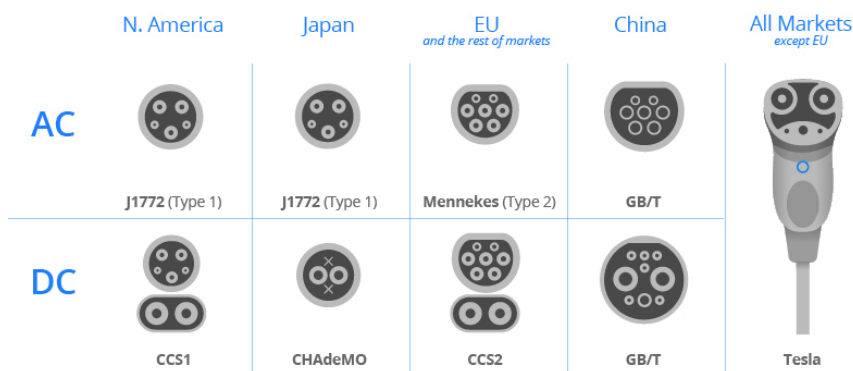 N. America
Japan
EU
and the rest of markets
China
All Markets
except EU
AC
J1772 (Type 1)
J1772 (Type 1)
Mennekes (Type 2)
GB/T
DC
CCS1
CHAdeMO
CCS2
GB/T
Tesla